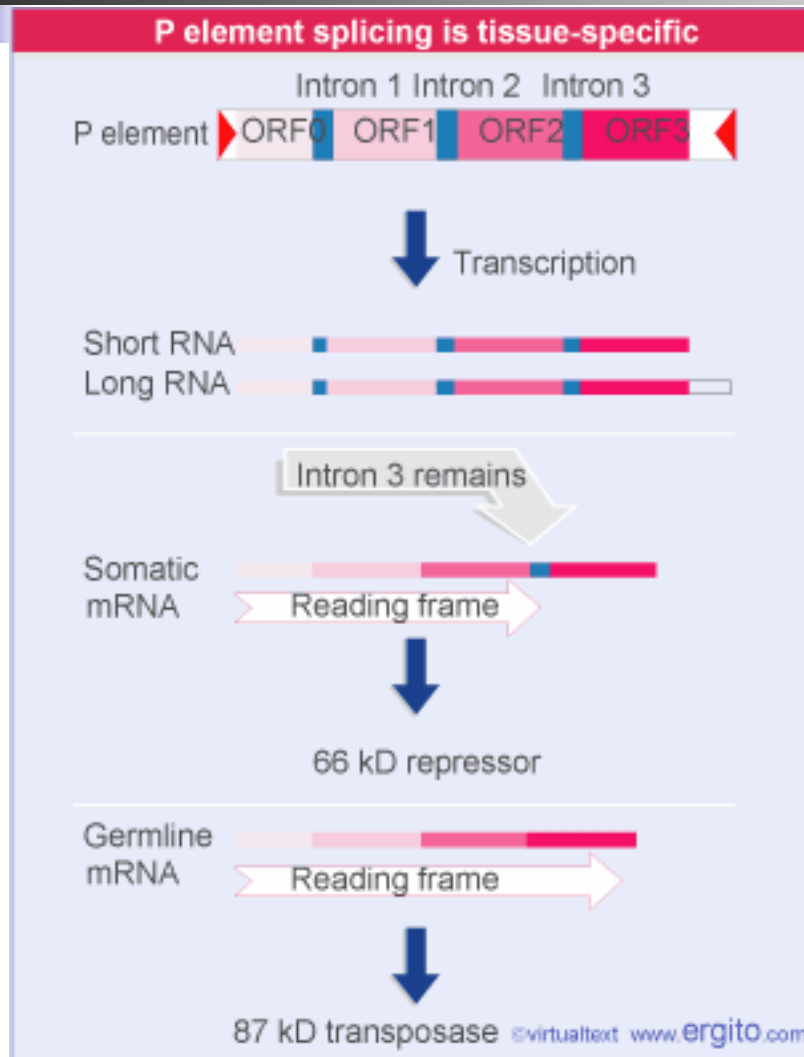 P element splicing is tissue-specific
Intron 1 Intron 2 Intron 3
P element ORF0 ORF1 ORF2 ORF3
Transcription
Short RNA
Long RNA
Intron 3 remains
Somatic
mRNA
Reading frame
66 kD repressor
Germline
mRNA
Reading frame
87 kD transposase ©virtualtext www.ergito.com